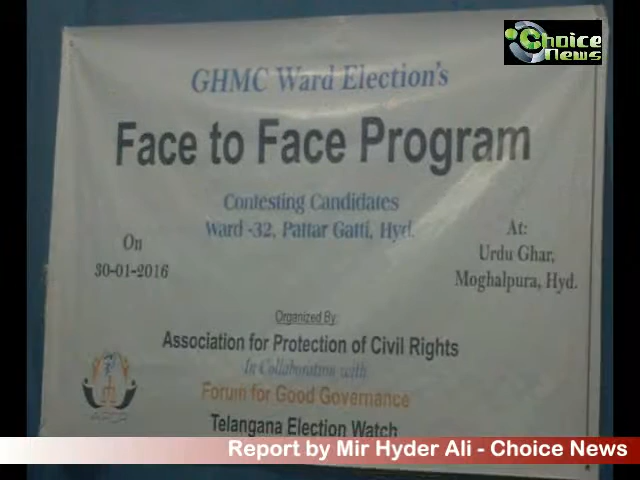 Choice
News
GHMC Ward Election's
Face to Face Program
Contesting Candidates
Ward -32, Pattar Gatti, Hyd.
On
30-01-2016
At:
Urdu Ghar,
Moghalpura, Hyd.
Organized By:
Association for Protection of Civil Rights
In Collaboration with
Forum for Good Governance
Telangana Election Watch
Report by Mir Hyder Ali - Choice News